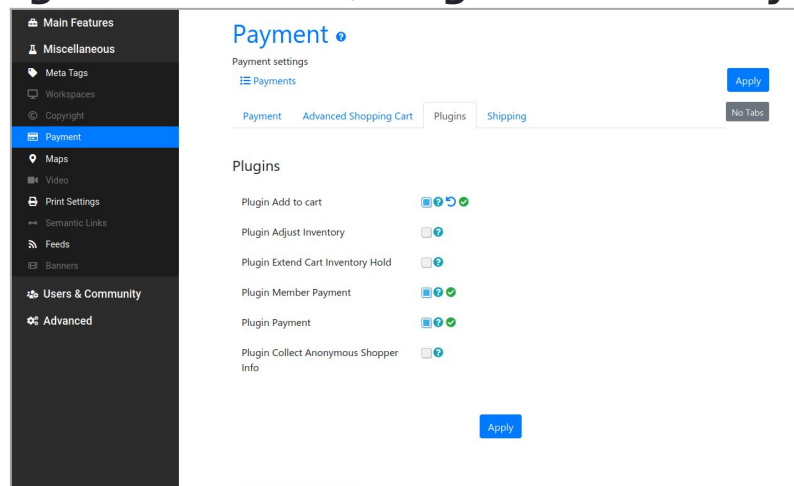 Main Features
Miscellaneous
Meta Tags
Workspaces
Copyright
Payment
Maps
Video
Print Settings
Semantic Links
Feeds
Banners
Users & Community
Advanced
Payment
Payment settings
Payments
Apply
Payment Advanced Shopping Cart Plugins Shipping
No Tabs
Plugins
Plugin Add to cart
Plugin Adjust Inventory
Plugin Extend Cart Inventory Hold
Plugin Member Payment
Plugin Payment
Plugin Collect Anonymous Shopper
Info
Apply